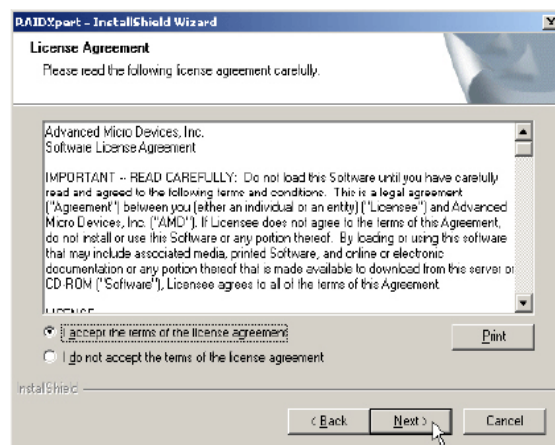 RAIDXpert - InstallShield Wizard
License Agreement
Please read the following license agreement carefully.
Advanced Micro Devices, Inc.
Software License Agreement
IMPORTANT -- READ CAREFULLY: Do not load this Software until you have carefully
read and agreed to the following terms and conditions. This is a legal agreement
("Agreement") between you (either an individual or an entity) ("Licensee") and Advanced
Micro Devices, Inc. ("AMD"). If Licensee does not agree to the terms of this Agreement,
do not install or use this Software or any portion thereof. By loading or using this software
that may include associated media, printed Software, and online or electronic
documentation or any portion thereof that is made available to download from this server or
CD-ROM ("Software"), Licensee agrees to all of the terms of this Agreement
LICENSE
I accept the terms of the license agreement
Print
I do not accept the terms of the license agreement
InstallShield
< Back
Next >
Cancel